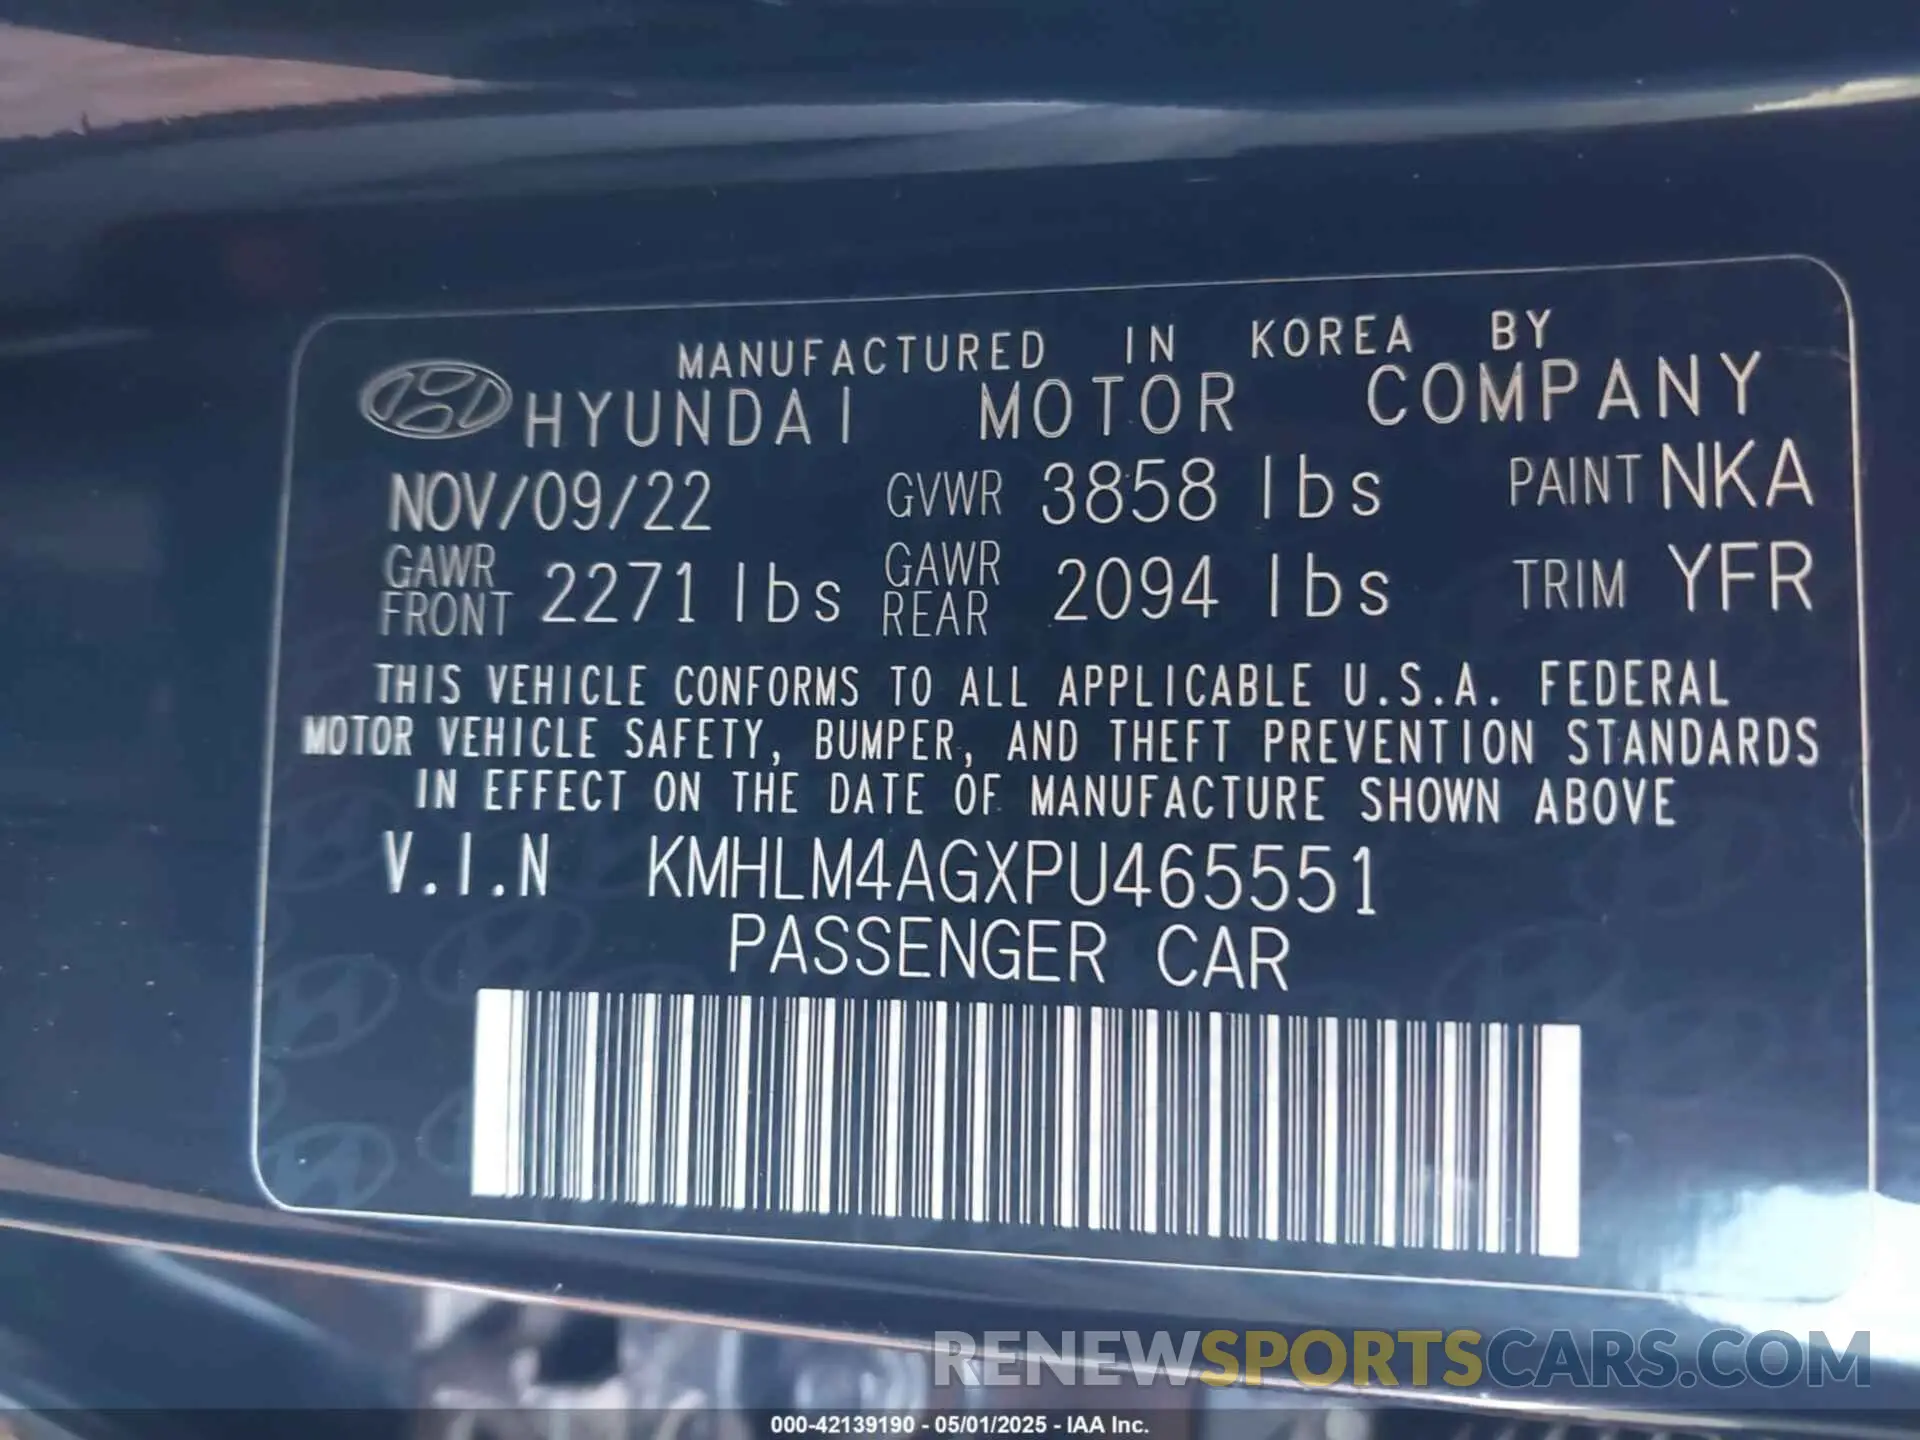 MANUFACTURED IN KOREA BY
HYUNDAI MOTOR COMPANY
NOV/09/22 GVWR 3858 lbs PAINT NKA
GAWR FRONT 2271 lbs GAWR REAR 2094 lbs TRIM YFR
THIS VEHICLE CONFORMS TO ALL APPLICABLE U.S.A. FEDERAL
MOTOR VEHICLE SAFETY, BUMPER, AND THEFT PREVENTION STANDARDS
IN EFFECT ON THE DATE OF MANUFACTURE SHOWN ABOVE
V.I.N KMHLM4AGXPU465551
PASSENGER CAR
RENEWSPORTSCARS.COM
000-42139190 - 05/01/2025 - IAA Inc.